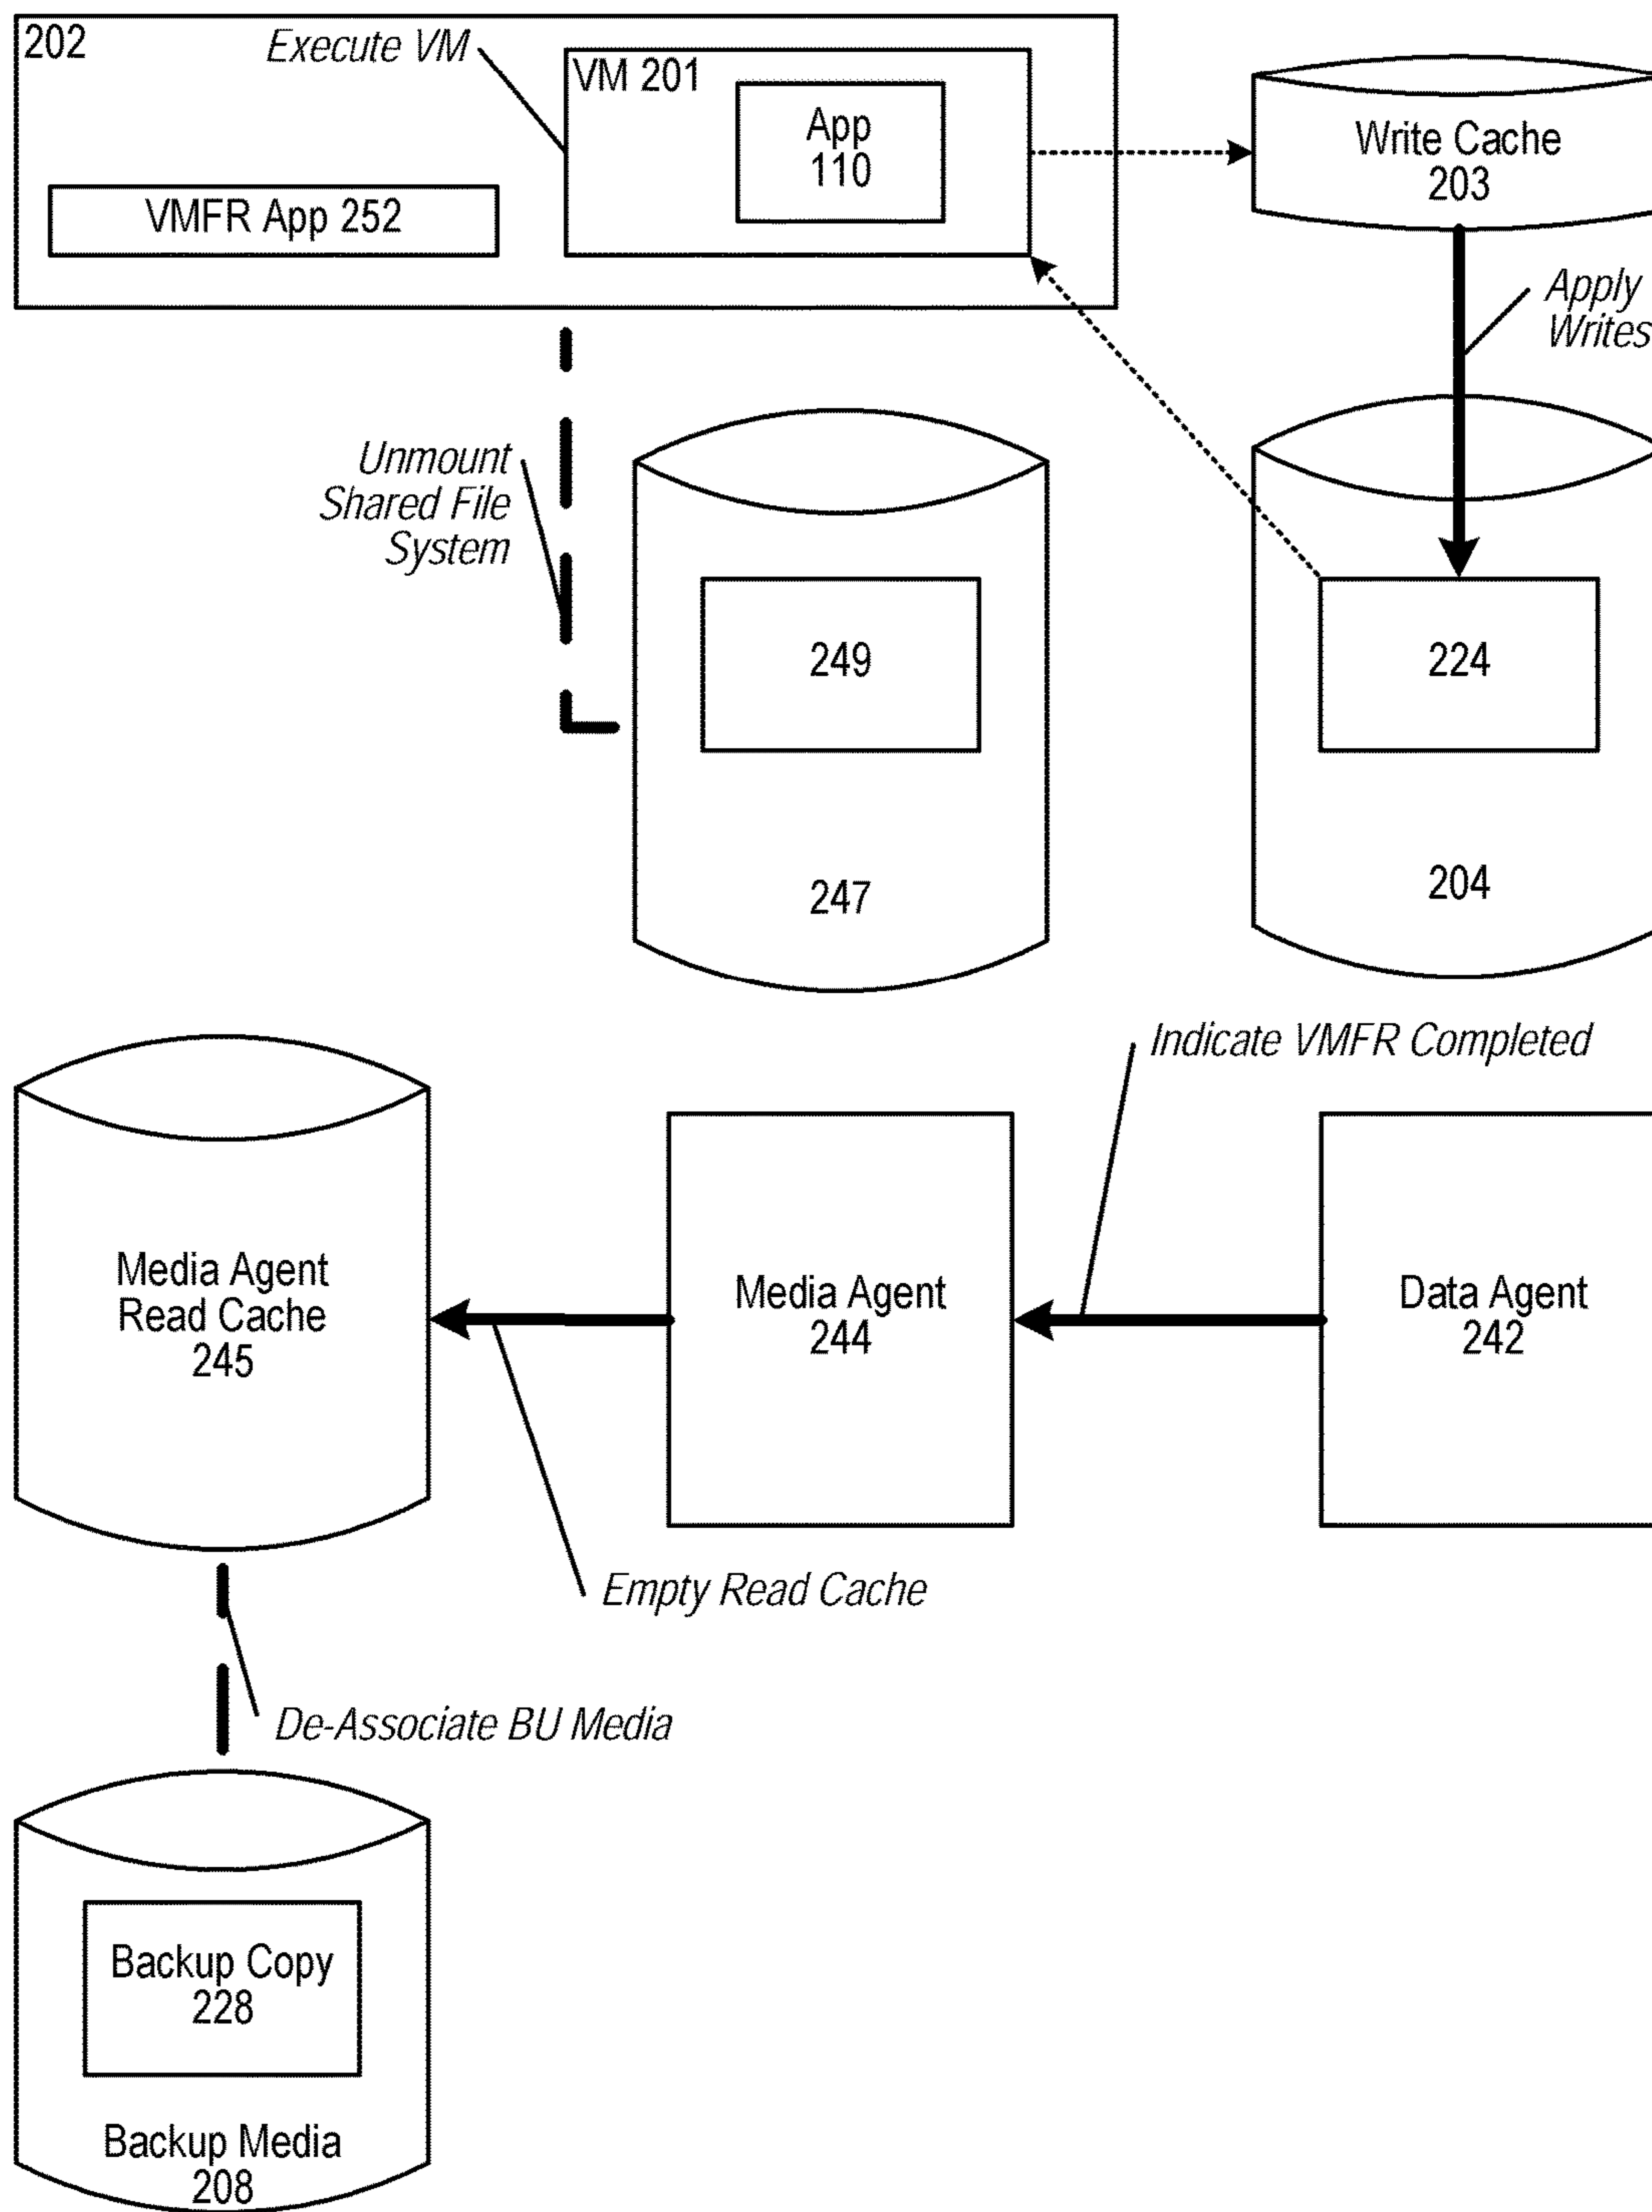 202
Execute VM
VM 201
App
110
VMFR App 252
Write Cache
203
Apply
Writes
Unmount
Shared File
System
249
247
224
204
Indicate VMFR Completed
Media Agent
Read Cache
245
Media Agent
244
Data Agent
242
Empty Read Cache
De-Associate BU Media
Backup Copy
228
Backup Media
208